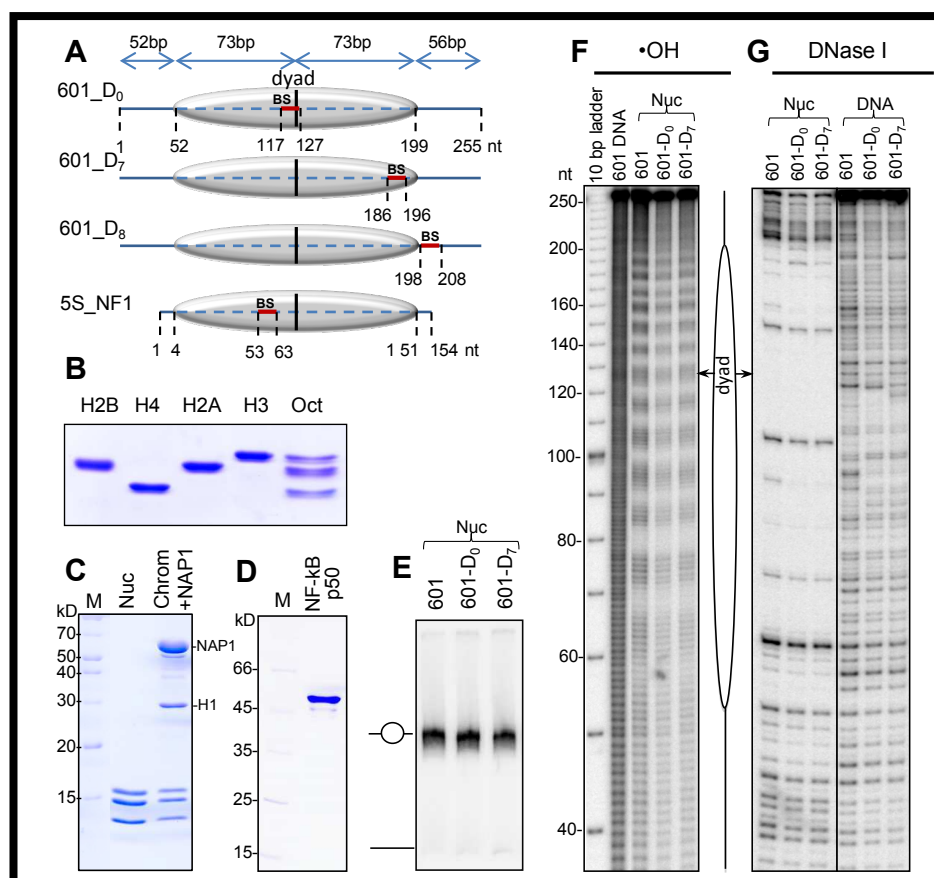 A
52bp 73bp 73bp 56bp
dyad
601_D0 BS
1 52 117 127 199 255 nt
601_D7 BS
186 196
601_D8 BS
198 208
5S_NF1 BS
1 4 53 63 1 51 154 nt
B
H2B H4 H2A H3 Oct
C
kD M Nuc Chrom +NAP1
70-
50-
40-
30-
20-
15-
-NAP1
-H1
D
kD M NF-kB p50
66-
45-
35-
25-
15-
E
Nuc
601 601-D0 601-D7
F
•OH
Nuc
10 bp ladder 601 DNA 601 601-D0 601-D7
nt
250-
200-
160-
140-
120-
100-
80-
60-
40-
dyad
G
DNase I
Nuc DNA
601 601-D0 601-D7 601 601-D0 601-D7